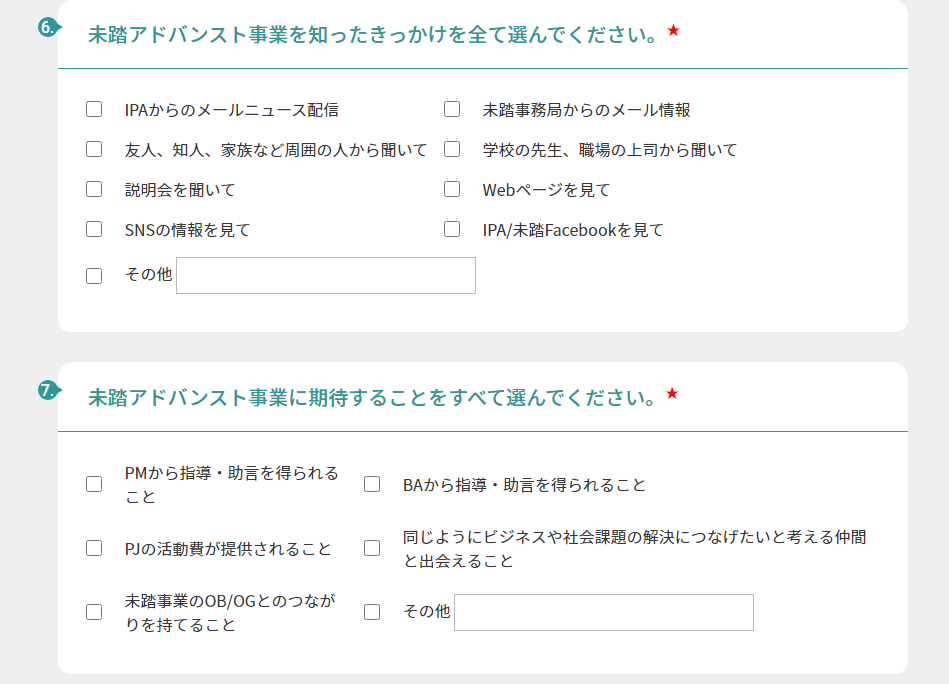 6.
未踏アドバンスト事業を知ったきっかけを全て選んでください。★
IPAからのメールニュース配信
未踏事務局からのメール情報
友人、知人、家族など周囲の人から聞いて
学校の先生、職場の上司から聞いて
説明会を聞いて
Webページを見て
SNSの情報を見て
IPA/未踏Facebookを見て
その他
7.
未踏アドバンスト事業に期待することをすべて選んでください。★
PMから指導・助言を得られる
こと
BAから指導・助言を得られること
PJの活動費が提供されること
同じようにビジネスや社会課題の解決につなげたいと考える仲間
と出会えること
未踏事業のOB/OGとのつなが
りを持てること
その他